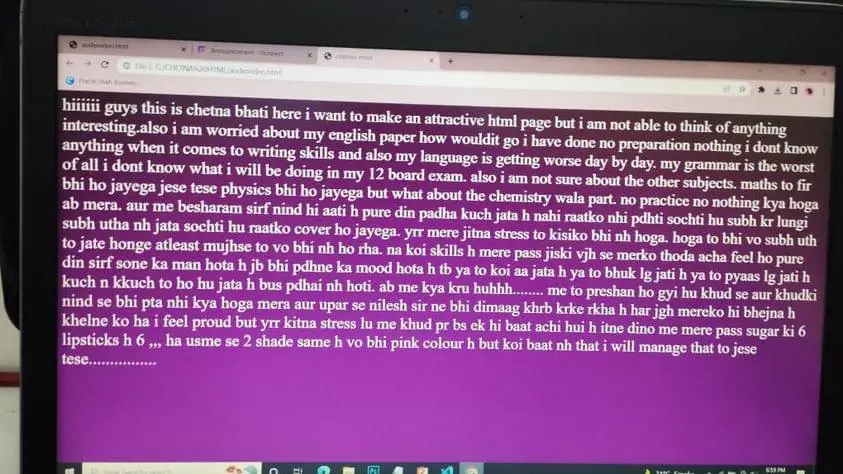 audiovideo.html
Announcement
chetnas mind
File | C:/CHETNA%20HTML/audiovideo.html
Prachi Shah Busines...
hiiiiii guys this is chetna bhati here i want to make an attractive html page but i am not able to think of anything
interesting.also i am worried about my english paper how wouldit go i have done no preparation nothing i dont know
anything when it comes to writing skills and also my language is getting worse day by day. my grammar is the worst
of all i dont know what i will be doing in my 12 board exam. also i am not sure about the other subjects. maths to fir
bhi ho jayega jese tese physics bhi ho jayega but what about the chemistry wala part. no practice no nothing kya hoga
ab mera. aur me besharam sirf nind hi aati h pure din padha kuch jata h nahi raatko nhi pdhti sochti hu subh kr lungi
subh utha nh jata sochti hu raatko cover ho jayega. yrr mere jitna stress to kisiko bhi nh hoga. hoga to bhi vo subh uth
to jate honge atleast mujhse to vo bhi nh ho rha. na koi skills h mere pass jiski vjh se merko thoda acha feel ho pure
din sirf sone ka man hota h jb bhi pdhne ka mood hota h tb ya to koi aa jata h ya to bhuk lg jati h ya to pyaas lg jati h
kuch n kkuch to ho hu jata h bus pdhai nh hoti. ab me kya kru huhhh........ me to preshan ho gyi hu khud se aur khudki
nind se bhi pta nhi kya hoga mera aur upar se nilesh sir ne bhi dimaag khrb krke rkha h har jgh mereko hi bhejna h
khelne ko ha i feel proud but yrr kitna stress lu me khud pr bs ek hi baat achi hui h itne dino me mere pass sugar ki 6
lipsticks h 6 ,,, ha usme se 2 shade same h vo bhi pink colour h but koi baat nh that i will manage that to jese
tese................
6:59 PM